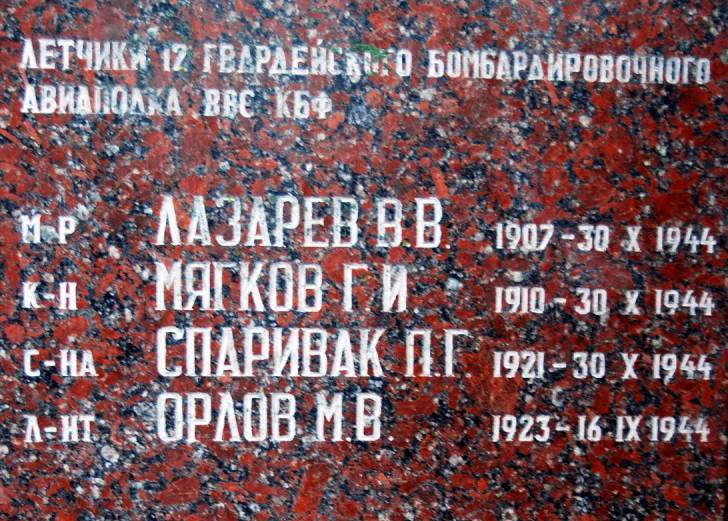 ЛЕТЧИКИ 12 ГВАРДЕЙСКОГО БОМБАРДИРОВОЧНОГО
АВИАПОЛКА ВВС КБФ
М-Р ЛАЗАРЕВ В.В. 1907-30 X 1944
К-Н МЯГКОВ Г.И. 1910-30 X 1944
С-НА СПАРИВАК П.Г. 1921-30 X 1944
Л-НТ ОРЛОВ М.В. 1923-16 IX 1944